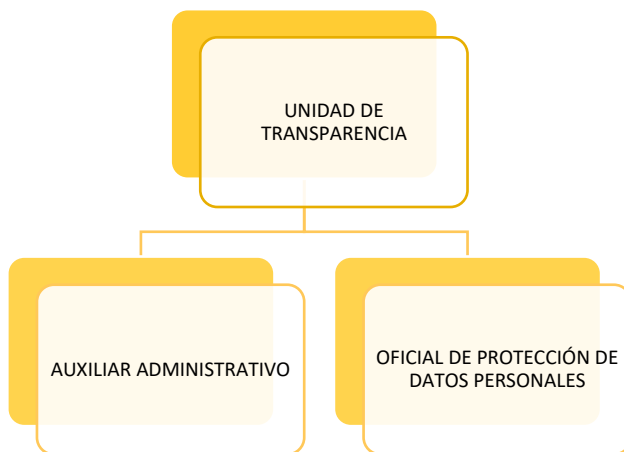 UNIDAD DE
TRANSPARENCIA
AUXILIAR ADMINISTRATIVO
OFICIAL DE PROTECCIÓN DE
DATOS PERSONALES